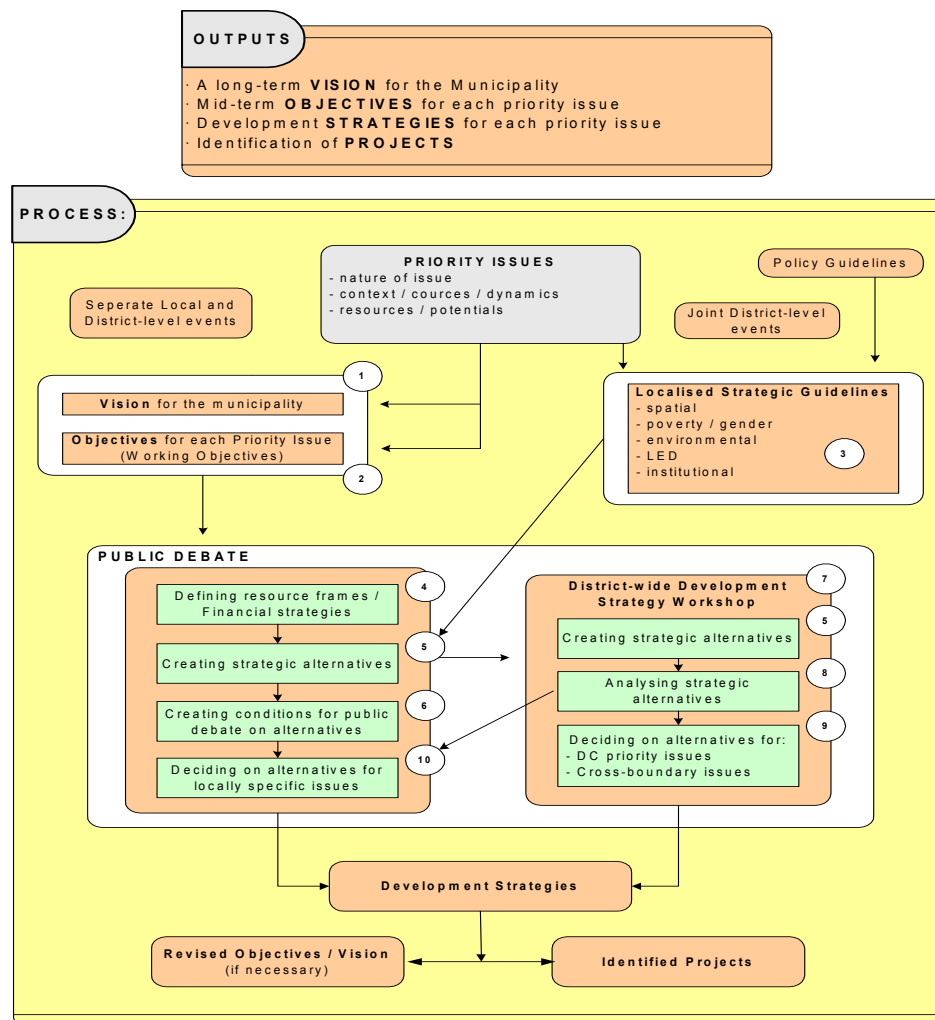 OUTPUTS
· A long-term VISION for the Municipality
· Mid-term OBJECTIVES for each priority issue
· Development STRATEGIES for each priority issue
· Identification of PROJECTS
PROCESS:
PRIORITY ISSUES
- nature of issue
- context / cources / dynamics
- resources / potentials
Policy Guidelines
Seperate Local and
District-level events
Joint District-level
events
1
Vision for the municipality
Objectives for each Priority Issue
(Working Objectives)
2
Localised Strategic Guidelines
- spatial
- poverty / gender
- environmental
- LED
- institutional
3
PUBLIC DEBATE
4
Defining resource frames /
Financial strategies
5
Creating strategic alternatives
6
Creating conditions for public
debate on alternatives
10
Deciding on alternatives for
locally specific issues
7
District-wide Development
Strategy Workshop
5
Creating strategic alternatives
8
Analysing strategic
alternatives
9
Deciding on alternatives for:
- DC priority issues
- Cross-boundary issues
Development Strategies
Revised Objectives / Vision
(if necessary)
Identified Projects